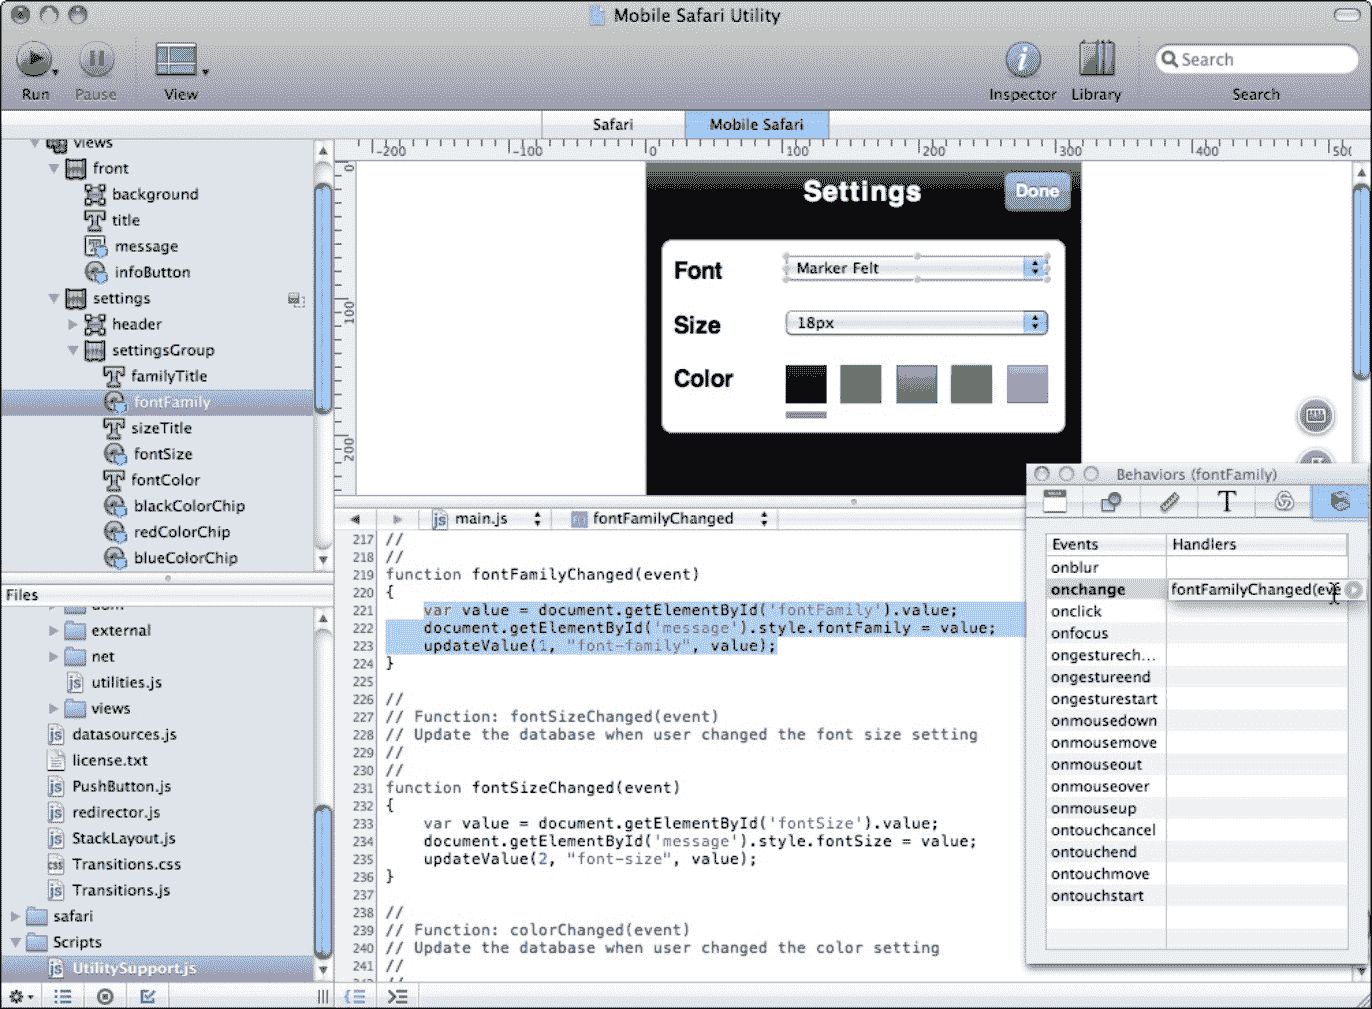 Mobile Safari Utility
Run
Pause
View
Inspector
Library
Search
Search
Safari
Mobile Safari
views
front
background
title
message
infoButton
settings
header
settingsGroup
familyTitle
fontFamily
sizeTitle
fontSize
fontColor
blackColorChip
redColorChip
blueColorChip
-200 -100 0 100 200 300 400 500
0
100
200
Settings
Done
Font
Marker Felt
Size
18px
Color
Files
external
net
utilities.js
views
datasources.js
license.txt
PushButton.js
redirector.js
StackLayout.js
Transitions.css
Transitions.js
safari
Scripts
UtilitySupport.js
main.js
fontFamilyChanged
217 //
218 //
219 function fontFamilyChanged(event)
220 {
221 var value = document.getElementById('fontFamily').value;
222 document.getElementById('message').style.fontFamily = value;
223 updateValue(1, "font-family", value);
224 }
225
226 //
227 // Function: fontSizeChanged(event)
228 // Update the database when user changed the font size setting
229 //
230 //
231 function fontSizeChanged(event)
232 {
233 var value = document.getElementById('fontSize').value;
234 document.getElementById('message').style.fontSize = value;
235 updateValue(2, "font-size", value);
236 }
237
238 //
239 // Function: colorChanged(event)
240 // Update the database when user changed the color setting
241 //
Behaviors (fontFamily)
Events Handlers
onblur
onchange fontFamilyChanged(eve
onclick
onfocus
ongesturech...
ongestureend
ongesturestart
onmousedown
onmousemove
onmouseout
onmouseover
onmouseup
ontouchcancel
ontouchend
ontouchmove
ontouchstart